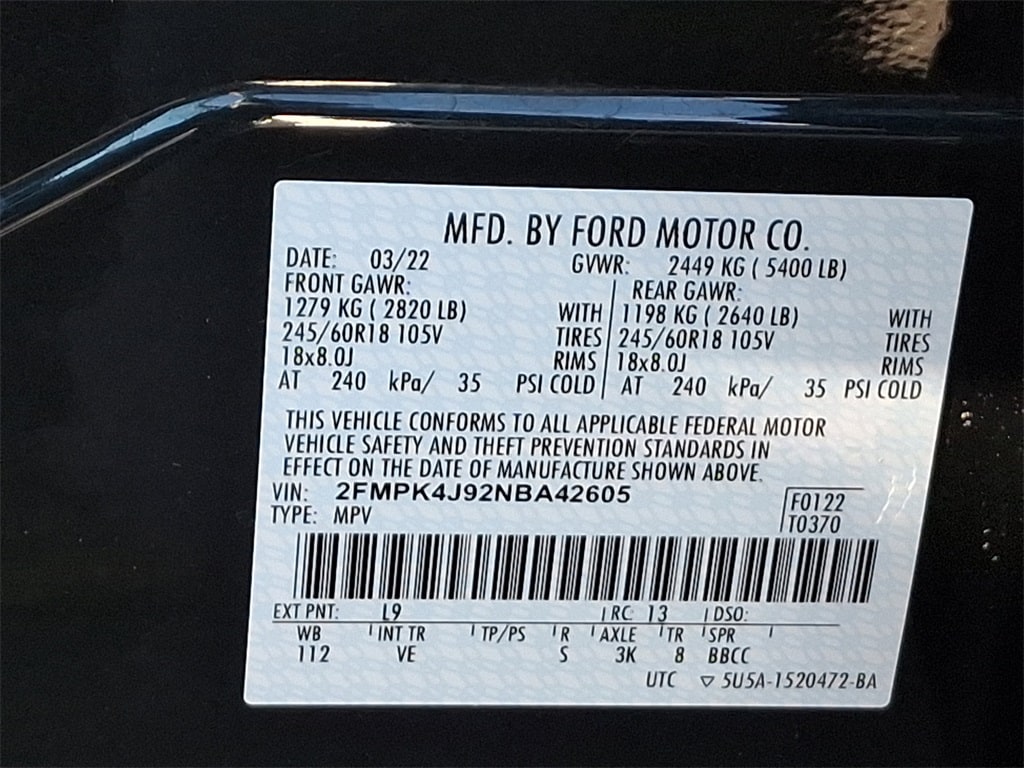 MFD. BY FORD MOTOR CO.
DATE: 03/22 GVWR: 2449 KG ( 5400 LB)
FRONT GAWR: REAR GAWR:
1279 KG ( 2820 LB) WITH 1198 KG ( 2640 LB) WITH
245/60R18 105V TIRES 245/60R18 105V TIRES
18x8.0J RIMS 18x8.0J RIMS
AT 240 kPa/ 35 PSI COLD AT 240 kPa/ 35 PSI COLD
THIS VEHICLE CONFORMS TO ALL APPLICABLE FEDERAL MOTOR
VEHICLE SAFETY AND THEFT PREVENTION STANDARDS IN
EFFECT ON THE DATE OF MANUFACTURE SHOWN ABOVE.
VIN: 2FMPK4J92NBA42605 F0122
TYPE: MPV T0370
EXT PNT: L9 RC: 13 DSO:
WB INT TR TP/PS R AXLE TR SPR
112 VE S 3K 8 BBCC
UTC ▽ 5U5A-1520472-BA